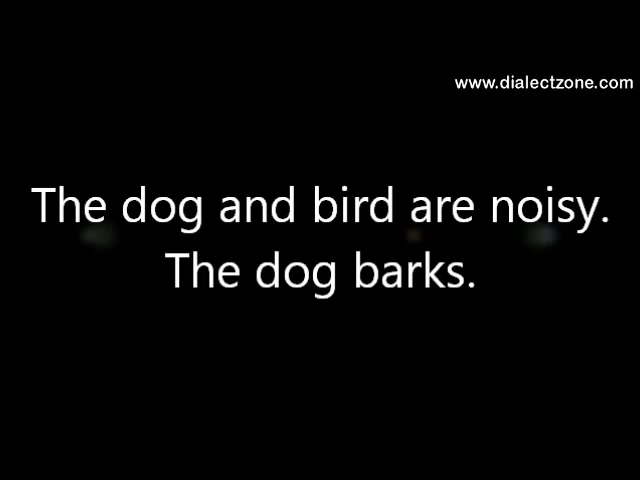 www.dialectzone.com
The dog and bird are noisy.
The dog barks.